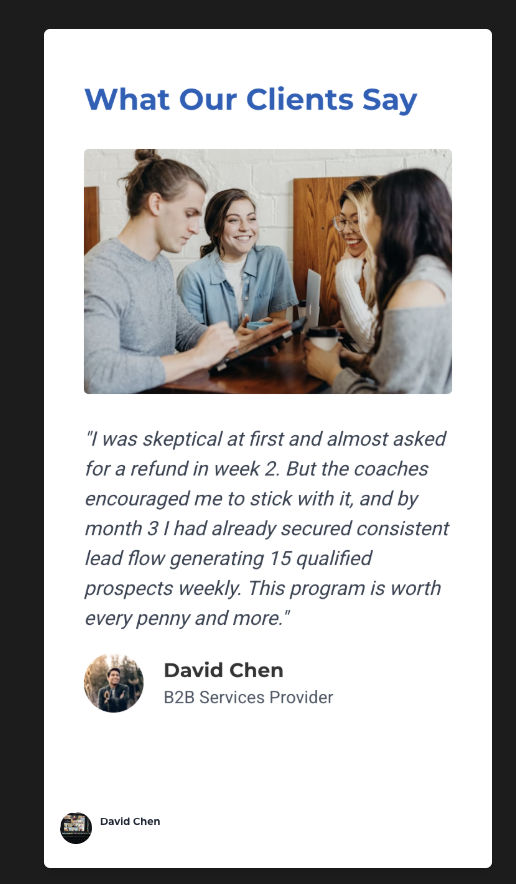 What Our Clients Say
"I was skeptical at first and almost asked
for a refund in week 2. But the coaches
encouraged me to stick with it, and by
month 3 I had already secured consistent
lead flow generating 15 qualified
prospects weekly. This program is worth
every penny and more."
David Chen
B2B Services Provider
David Chen